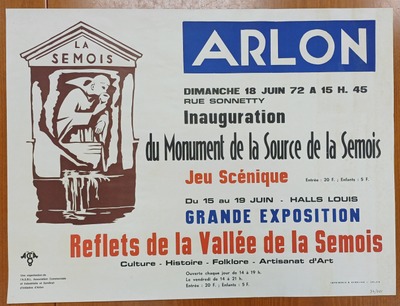 LA
SEMOIS
ARLON
DIMANCHE 18 JUIN 72 A 15 H. 45
RUE SONNETTY
Inauguration
du Monument de la Source de la Semois
Jeu Scénique
Entrée : 20 F. ; Enfants : 5 F.
Du 15 au 19 JUIN - HALLS LOUIS
GRANDE EXPOSITION
Reflets de la Vallée de la Semois
Culture - Histoire - Folklore - Artisanat d'Art
Ouverte chaque jour de 14 à 19 h.
Le vendredi de 14 à 21 h.
Entrée : 20 F. ; Enfants : 5 F.